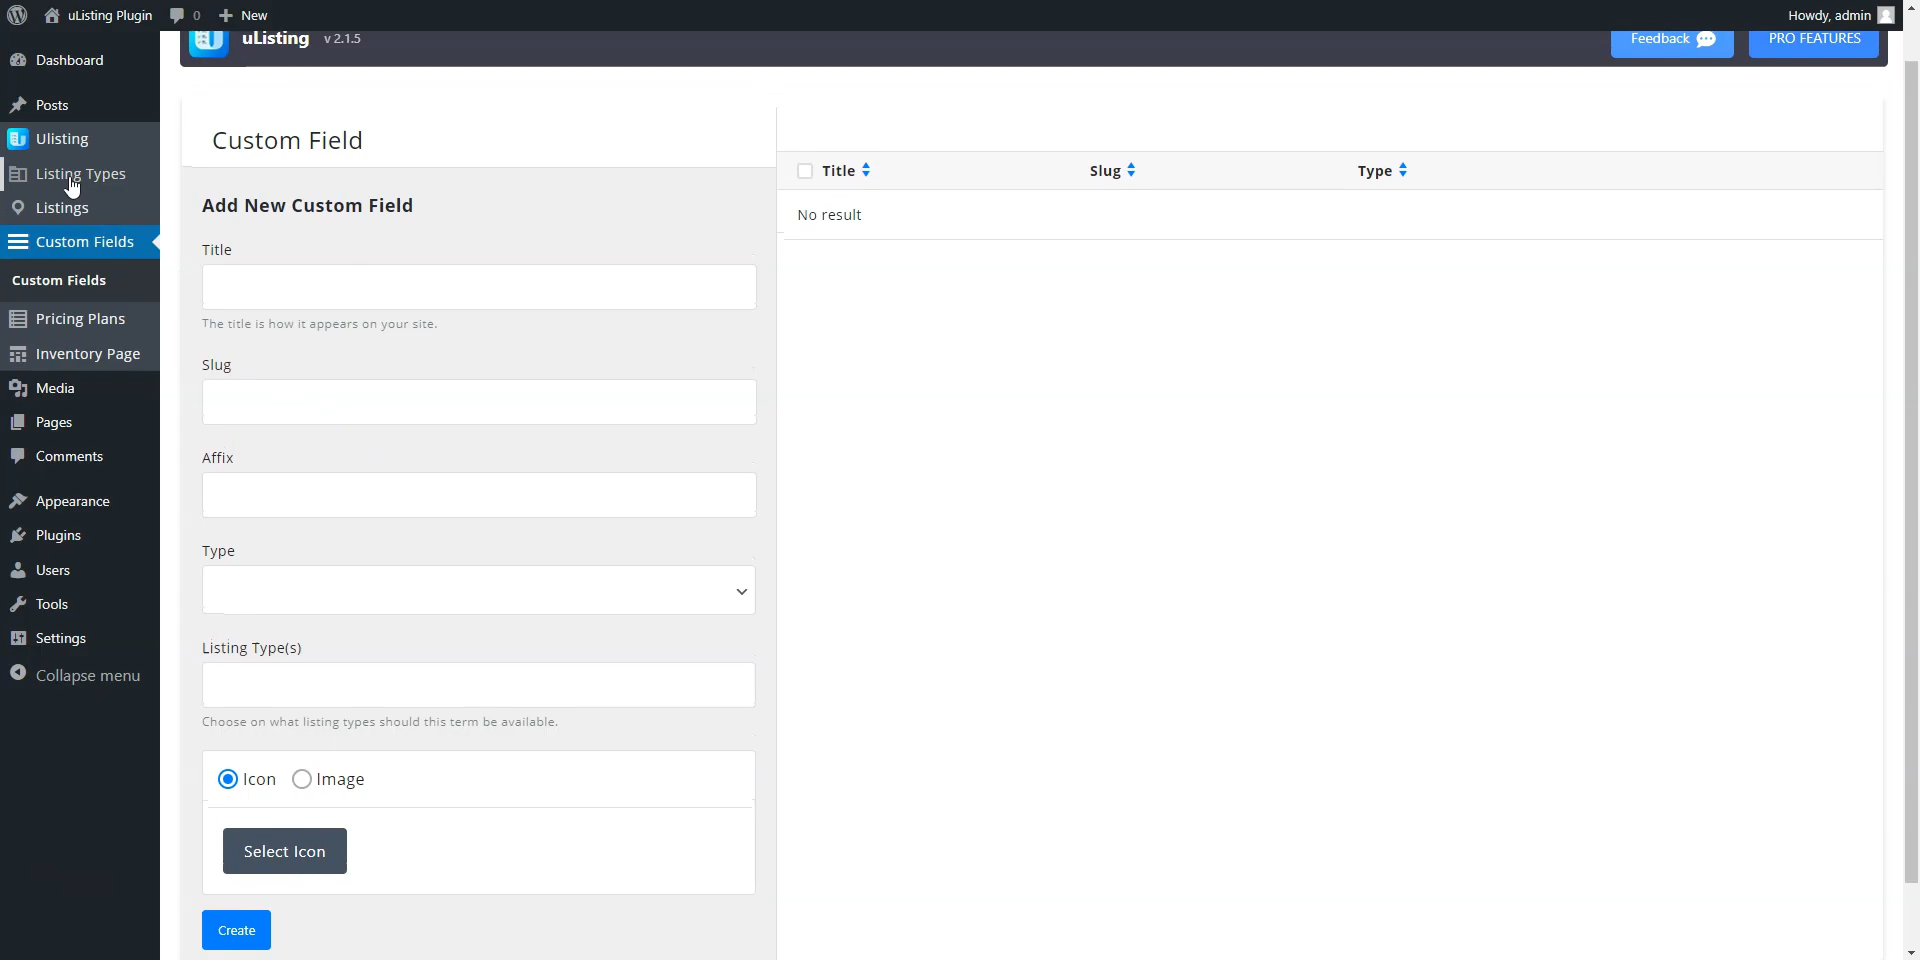 uListing Plugin 0 New Howdy, admin
uListing v 2.1.5 Feedback PRO FEATURES
Dashboard
Posts
Ulisting
Listing Types
Listings
Custom Fields
Custom Fields
Pricing Plans
Inventory Page
Media
Pages
Comments
Appearance
Plugins
Users
Tools
Settings
Collapse menu
Custom Field
Add New Custom Field
Title
The title is how it appears on your site.
Slug
Affix
Type
Listing Type(s)
Choose on what listing types should this term be available.
Icon Image
Select Icon
Create
Title Slug Type
No result